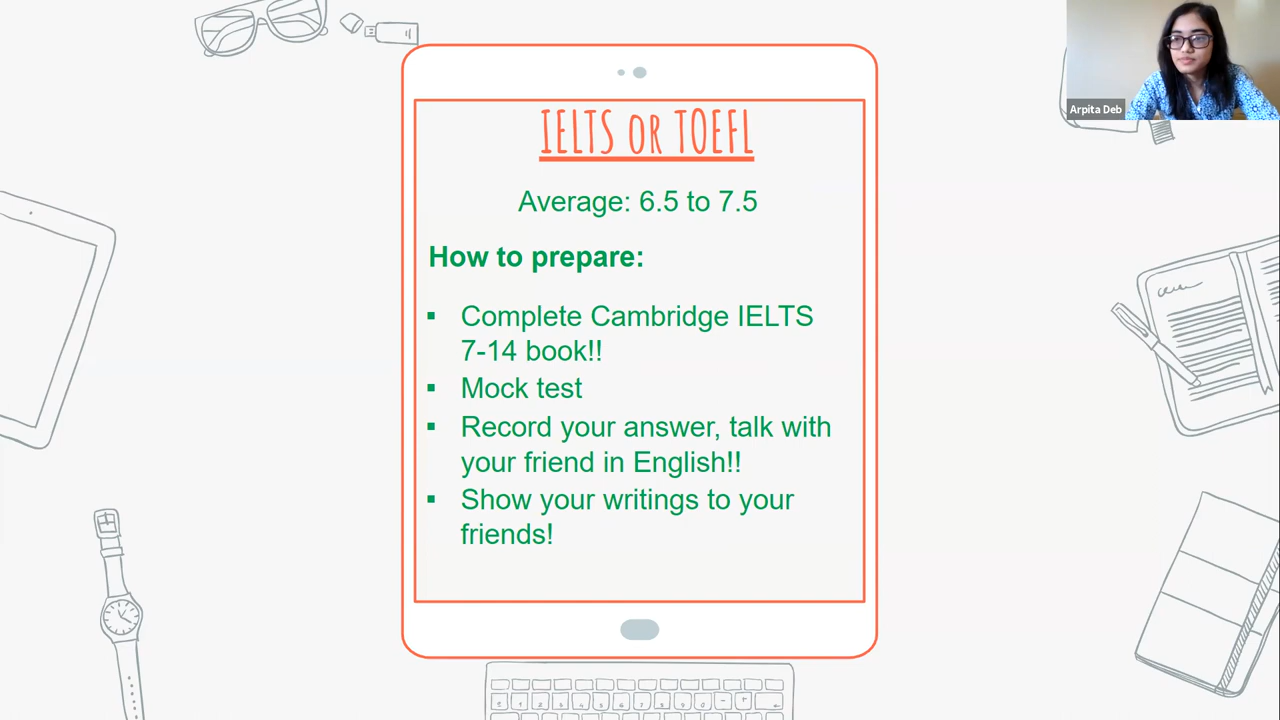 IELTS OR TOEFL
Average: 6.5 to 7.5
How to prepare:
▪ Complete Cambridge IELTS
7-14 book!!
▪ Mock test
▪ Record your answer, talk with
your friend in English!!
▪ Show your writings to your
friends!
Arpita Deb